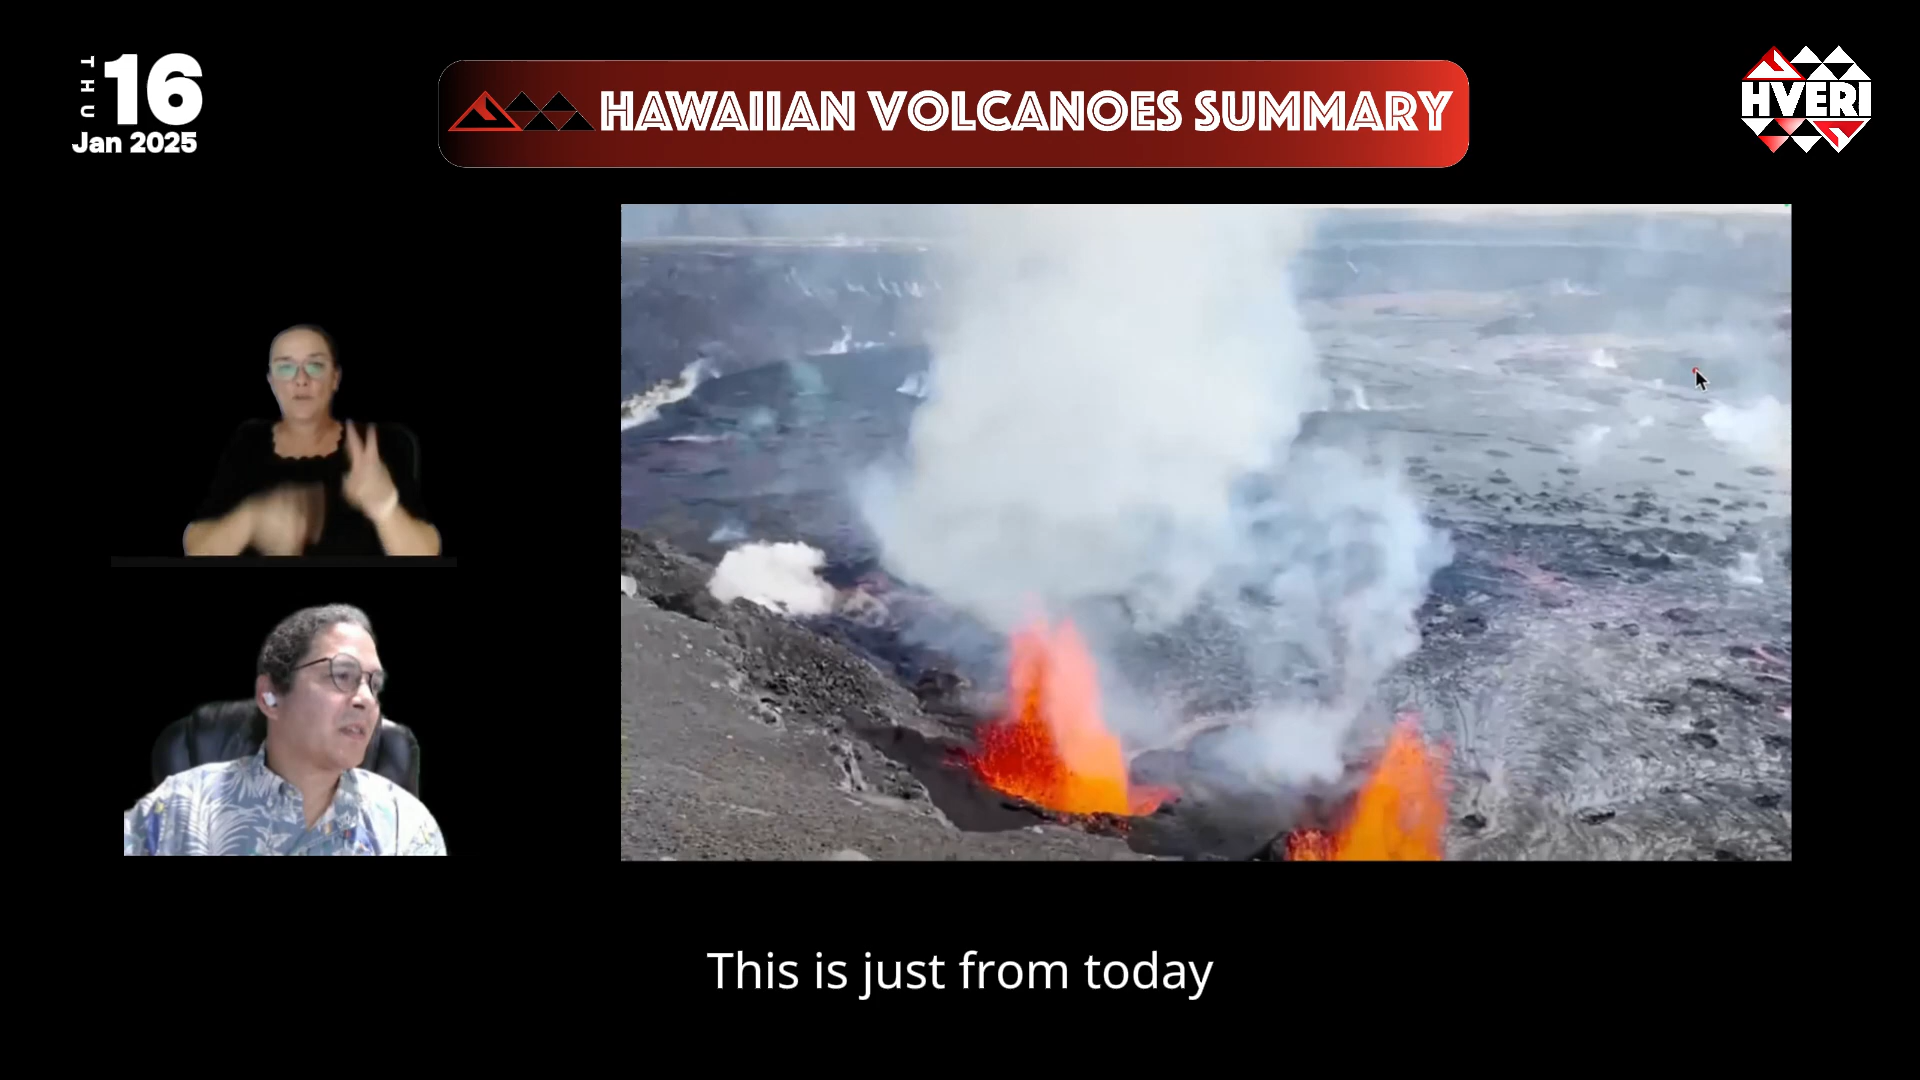 THU
16
Jan 2025
HAWAIIAN VOLCANOES SUMMARY
HVERI
This is just from today